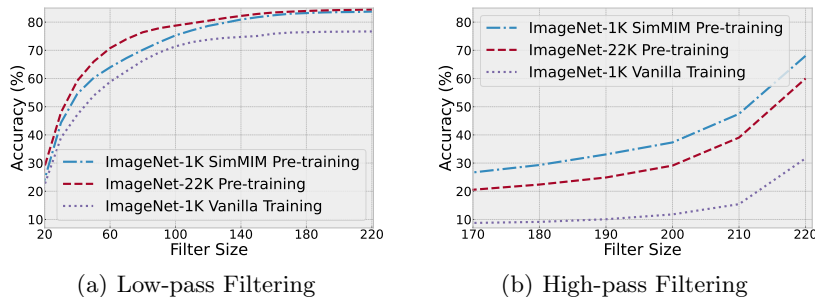 Accuracy (%)
80
70
60
50
40
30
20
10
ImageNet-1K SimMIM Pre-training
ImageNet-22K Pre-training
ImageNet-1K Vanilla Training
20 60 100 140 180 220
Filter Size
(a) Low-pass Filtering
Accuracy (%)
80
70
60
50
40
30
20
10
ImageNet-1K SimMIM Pre-training
ImageNet-22K Pre-training
ImageNet-1K Vanilla Training
170 180 190 200 210 220
Filter Size
(b) High-pass Filtering